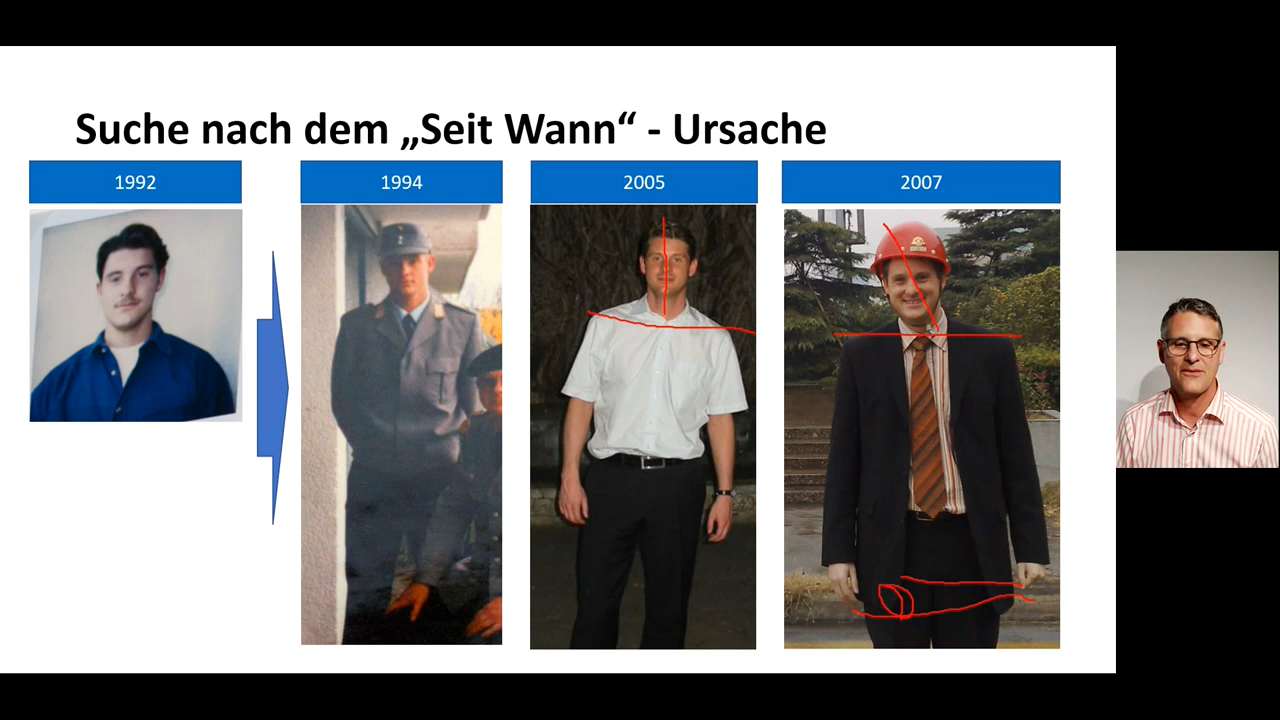 Suche nach dem „Seit Wann“ - Ursache
1992
1994
2005
2007